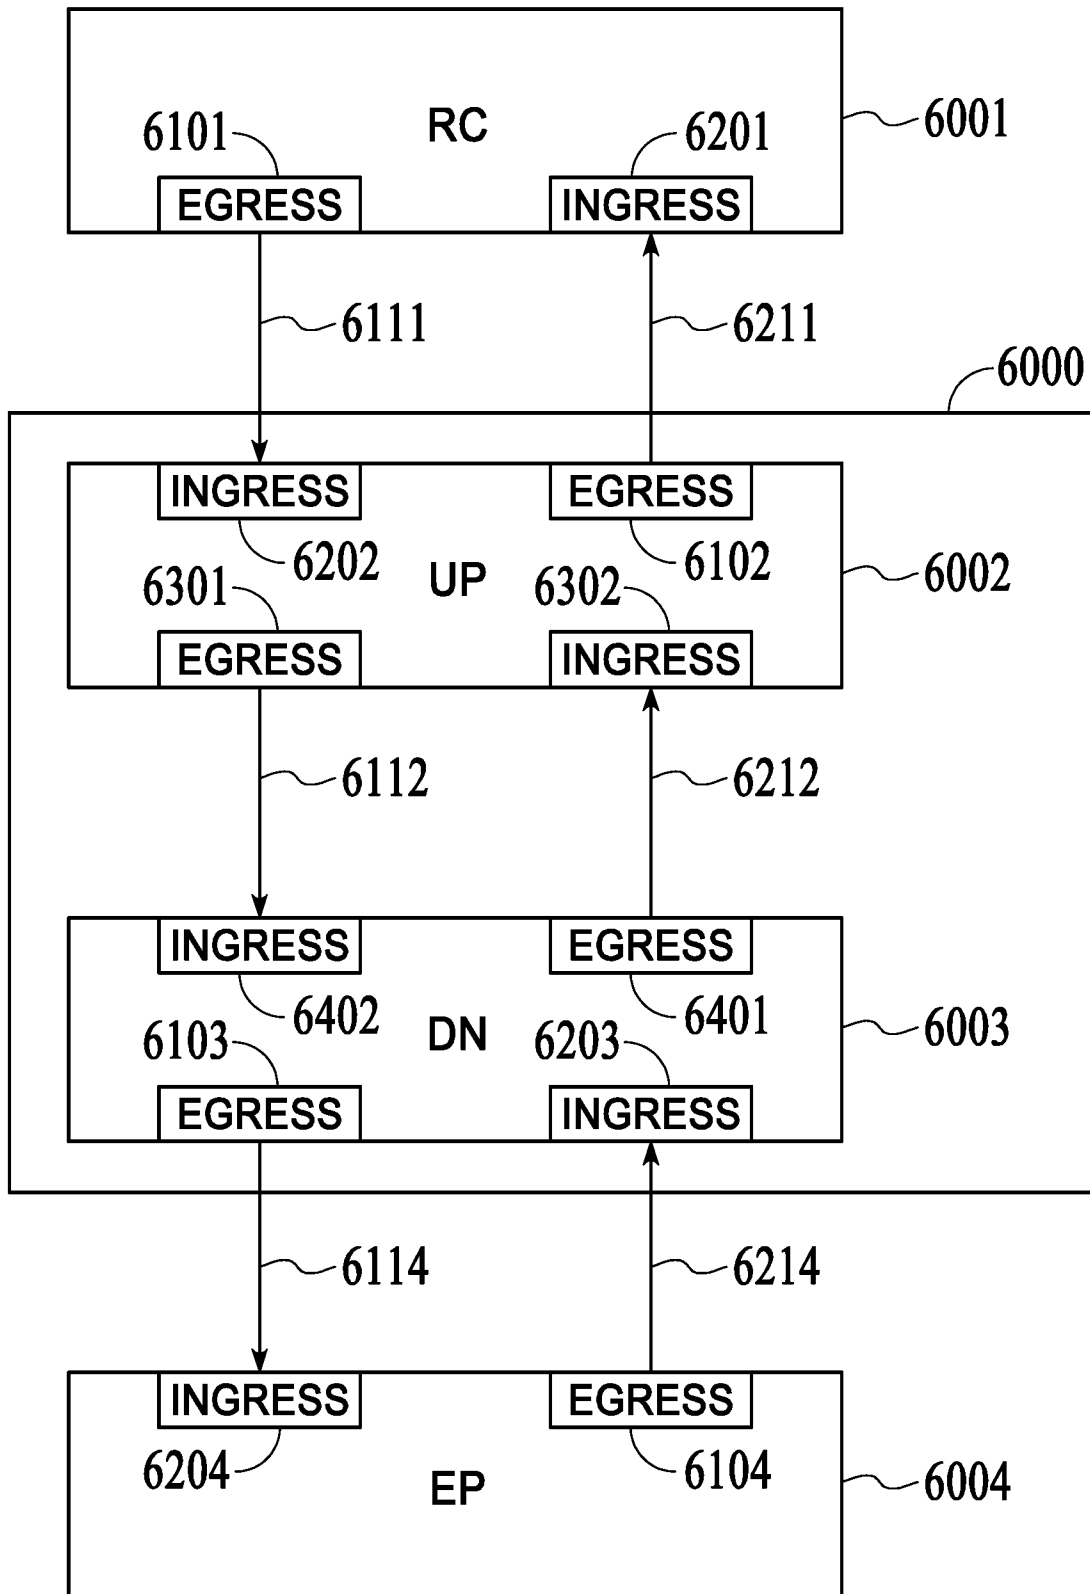 RC
6001
6101
6201
EGRESS
INGRESS
6111
6211
6000
INGRESS
EGRESS
6202
UP
6102
6002
6301
6302
EGRESS
INGRESS
6112
6212
INGRESS
EGRESS
6402
DN
6401
6003
6103
6203
EGRESS
INGRESS
6114
6214
INGRESS
EGRESS
6204
EP
6104
6004